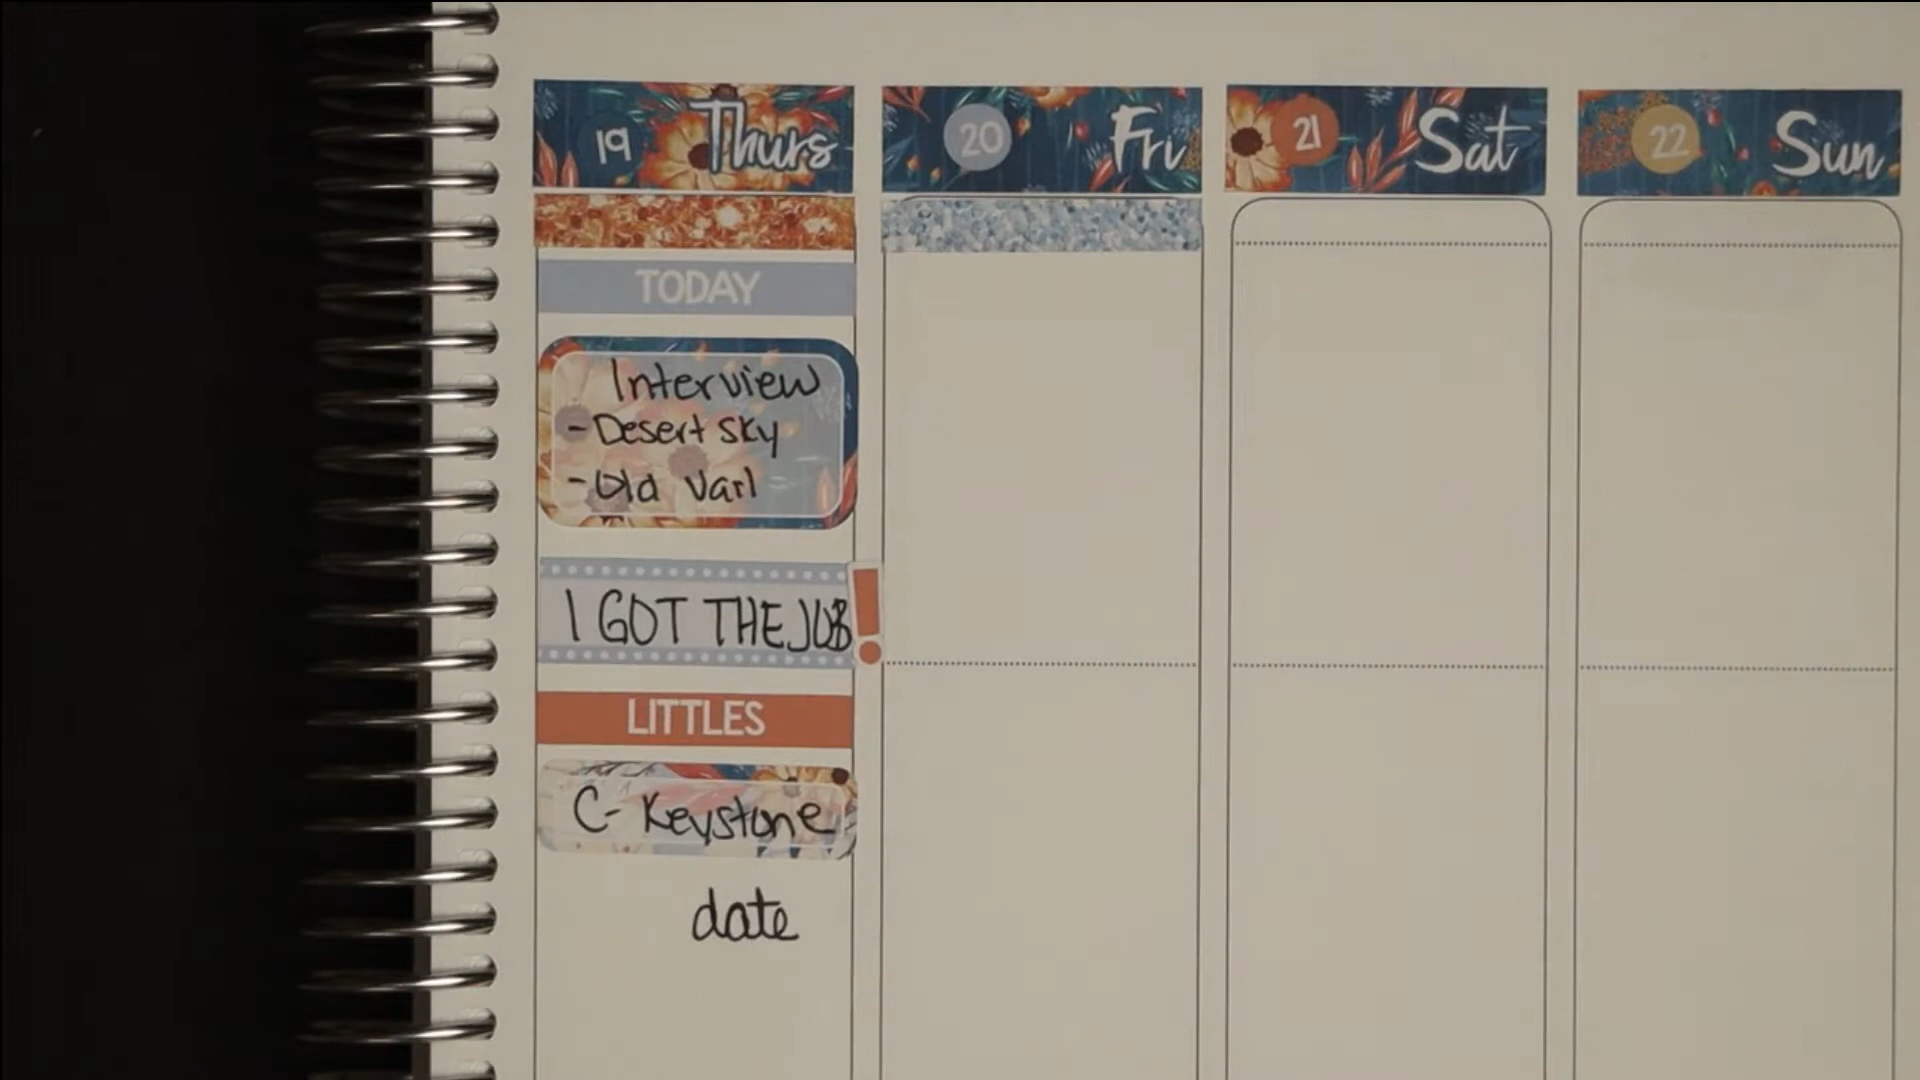 19 Thurs
20 Fri
21 Sat
22 Sun
TODAY
Interview
- Desert Sky
- Old Vail
I GOT THE JOB!
LITTLES
C- Keystone
date